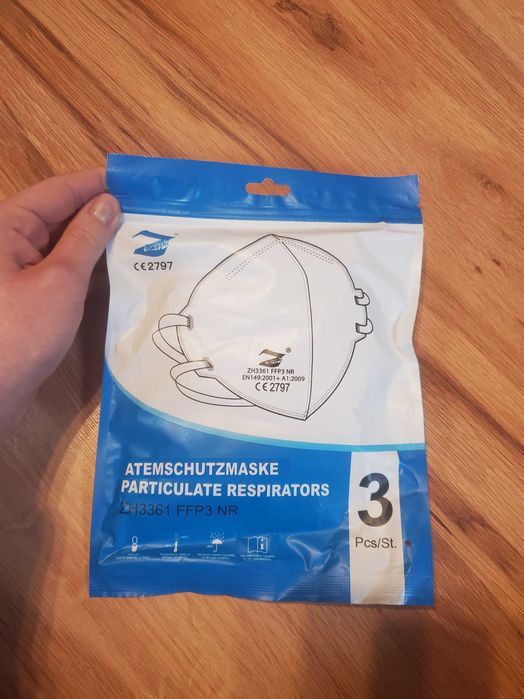 CE2797
®
ZH3361 FFP3 NR
EN149:2001+ A1:2009
CE2797
ATEMSCHUTZMASKE
PARTICULATE RESPIRATORS
ZH3361 FFP3 NR
3
Pcs/St.